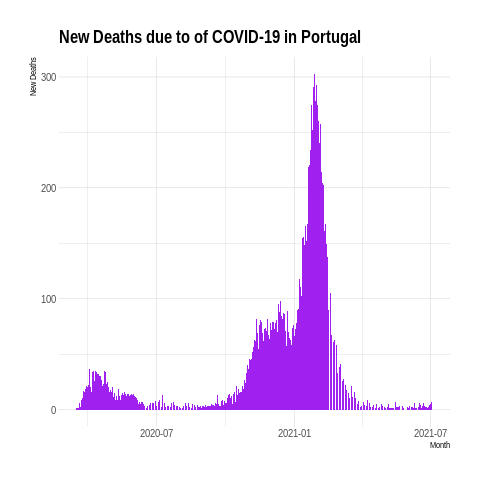 New Deaths due to of COVID-19 in Portugal
New Deaths
300
200
100
0
2020-07
2021-01
2021-07
Month